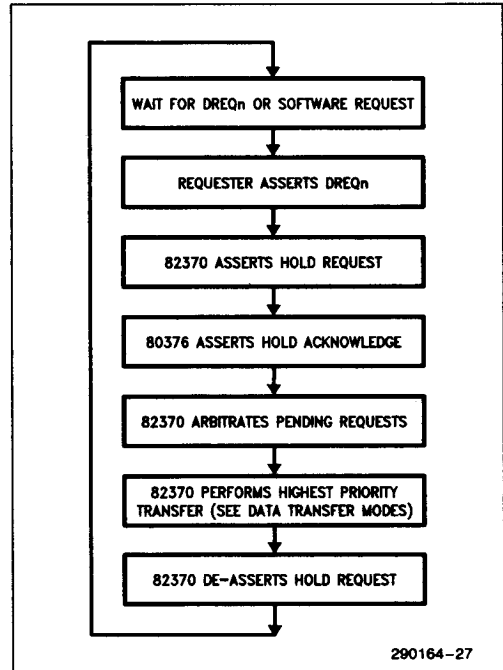 WAIT FOR DREQn OR SOFTWARE REQUEST
REQUESTER ASSERTS DREQn
82370 ASSERTS HOLD REQUEST
80376 ASSERTS HOLD ACKNOWLEDGE
82370 ARBITRATES PENDING REQUESTS
82370 PERFORMS HIGHEST PRIORITY
TRANSFER (SEE DATA TRANSFER MODES)
82370 DE-ASSERTS HOLD REQUEST
290164-27